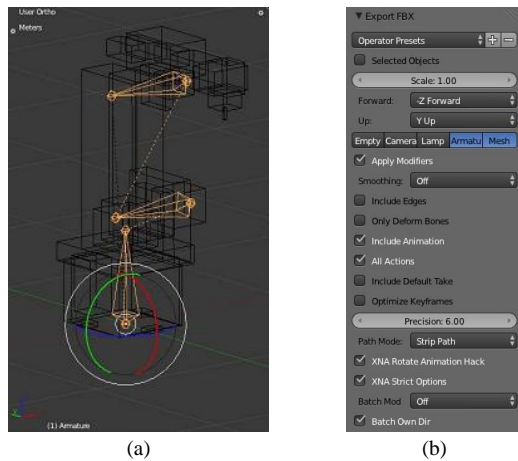 User Ortho
Meters
(1) Armature
(a)
Export FBX
Operator Presets
Selected Objects
Scale: 1.00
Forward: -Z Forward
Up: Y Up
Empty Camera Lamp Armatu Mesh
Apply Modifiers
Smoothing: Off
Include Edges
Only Deform Bones
Include Animation
All Actions
Include Default Take
Optimize Keyframes
Precision: 6.00
Path Mode: Strip Path
XNA Rotate Animation Hack
XNA Strict Options
Batch Mod Off
Batch Own Dir
(b)